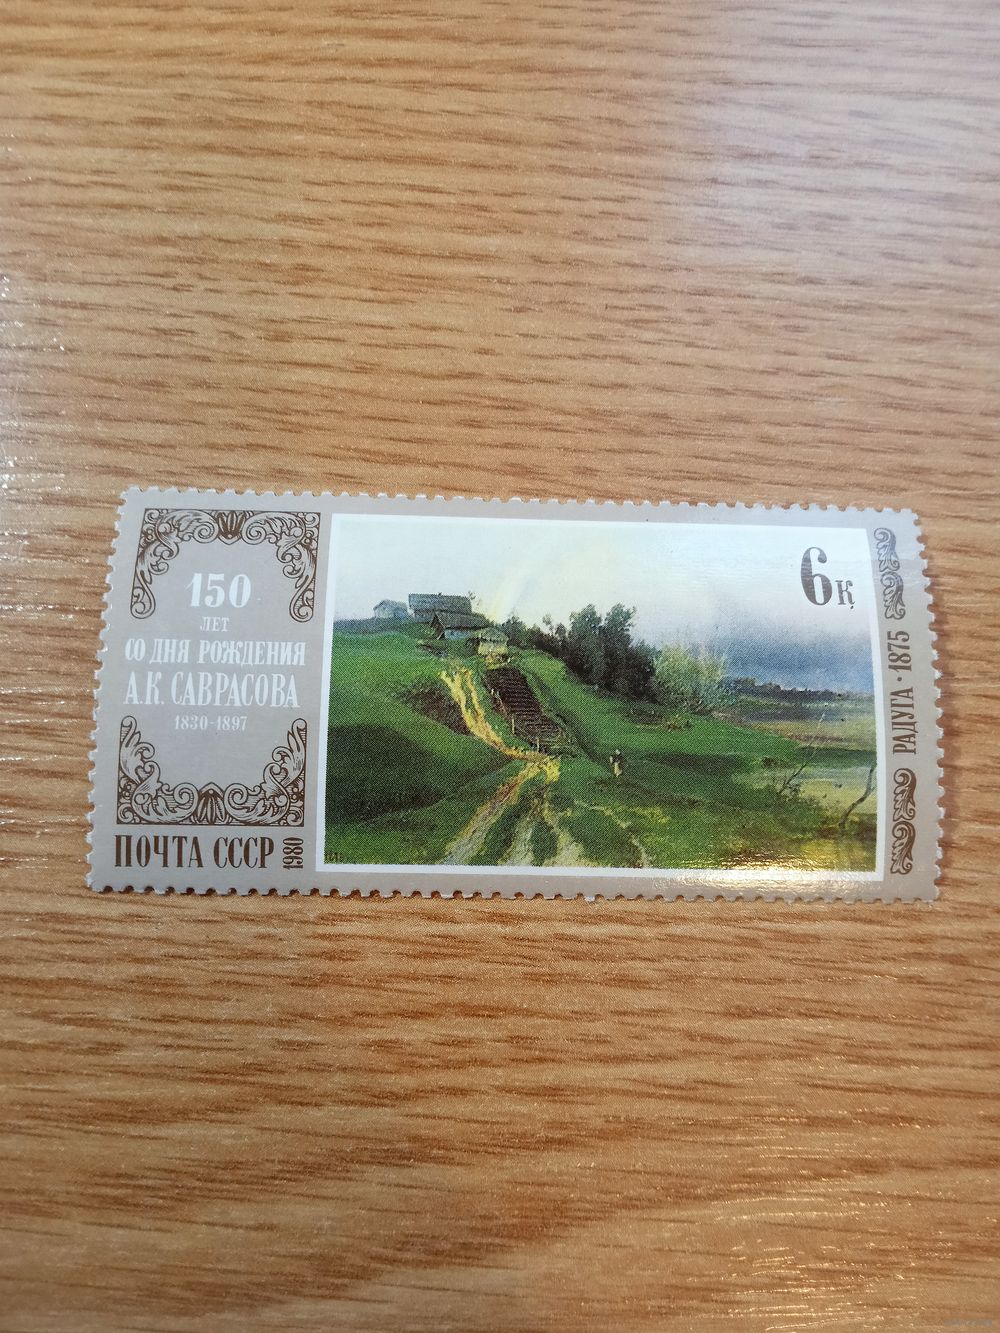 150
ЛЕТ
СО ДНЯ РОЖДЕНИЯ
А.К. САВРАСОВА
1830-1897
ПОЧТА СССР
1980
6к
РАДУГА · 1875